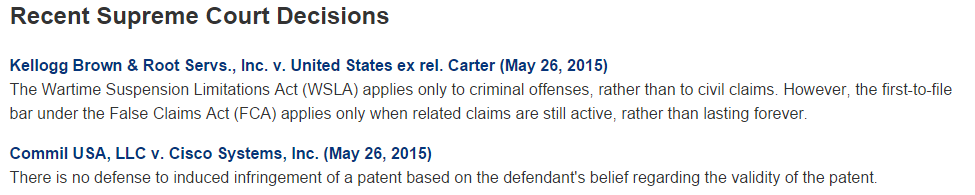 Recent Supreme Court Decisions
Kellogg Brown & Root Servs., Inc. v. United States ex rel. Carter (May 26, 2015)
The Wartime Suspension Limitations Act (WSLA) applies only to criminal offenses, rather than to civil claims. However, the first-to-file
bar under the False Claims Act (FCA) applies only when related claims are still active, rather than lasting forever.
Commil USA, LLC v. Cisco Systems, Inc. (May 26, 2015)
There is no defense to induced infringement of a patent based on the defendant's belief regarding the validity of the patent.